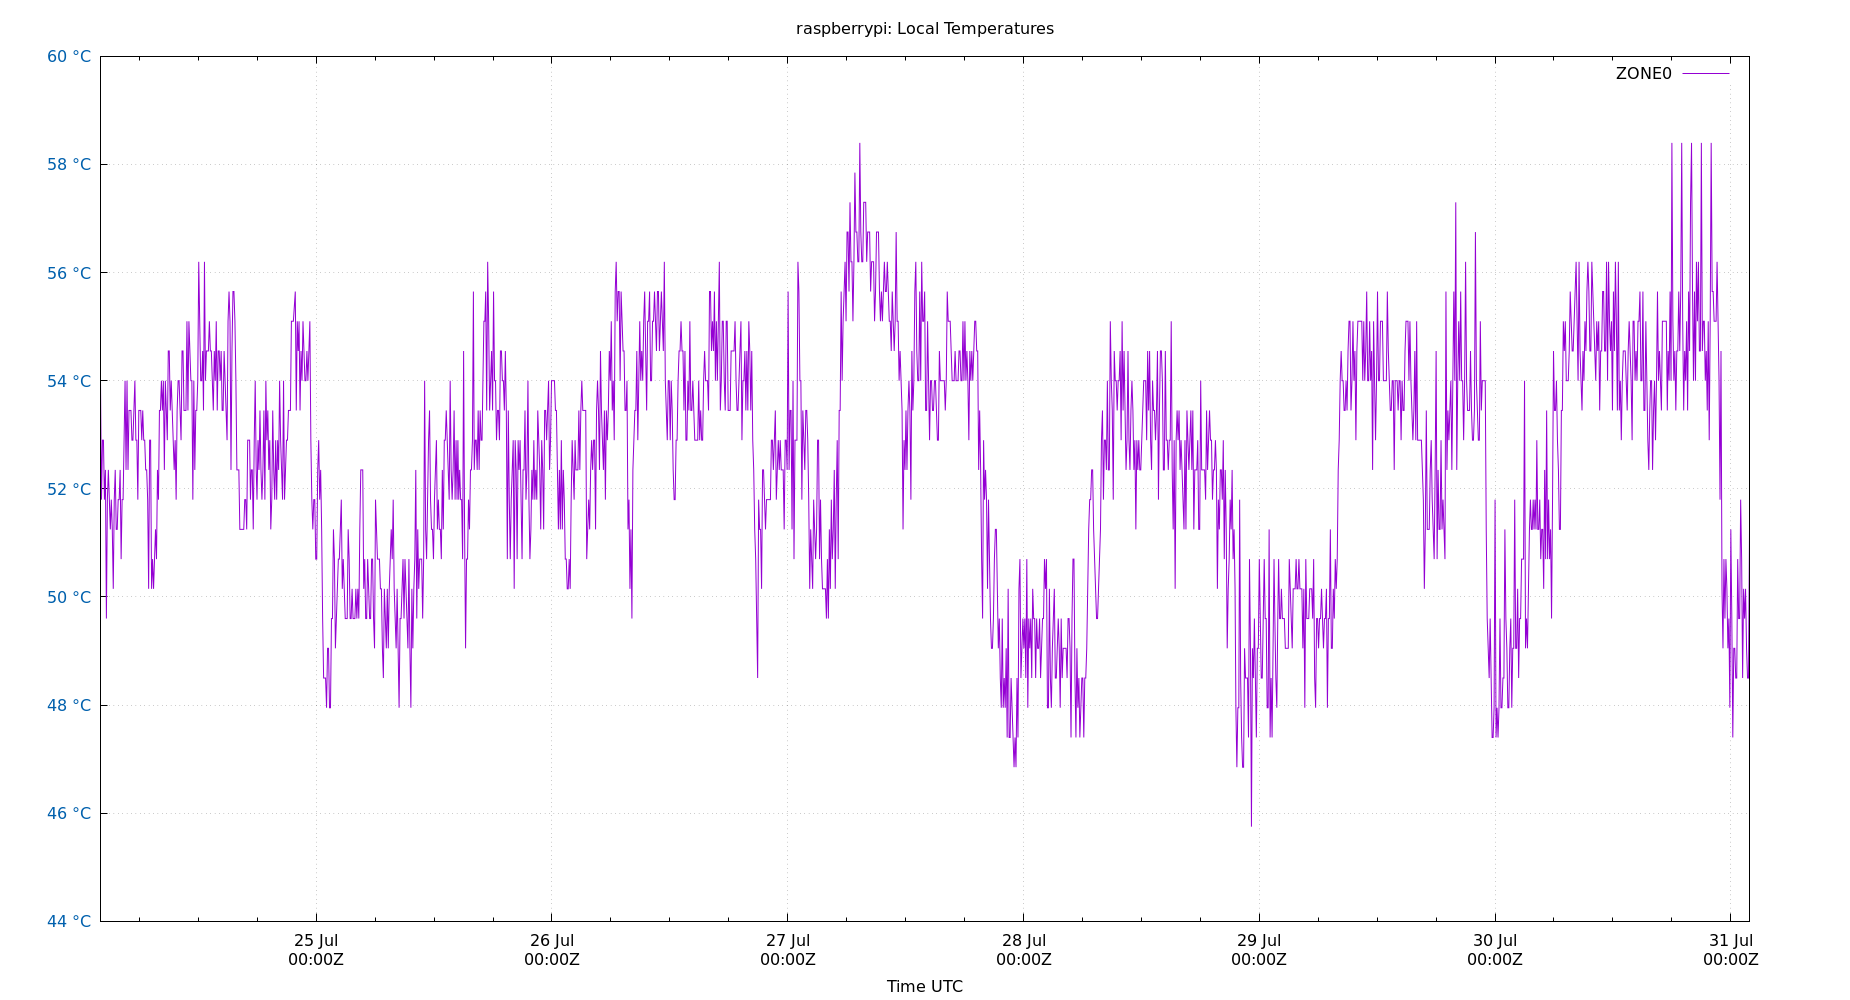 raspberrypi: Local Temperatures
ZONE0
60 °C
58 °C
56 °C
54 °C
52 °C
50 °C
48 °C
46 °C
44 °C
25 Jul
00:00Z
26 Jul
00:00Z
27 Jul
00:00Z
28 Jul
00:00Z
29 Jul
00:00Z
30 Jul
00:00Z
31 Jul
00:00Z
Time UTC